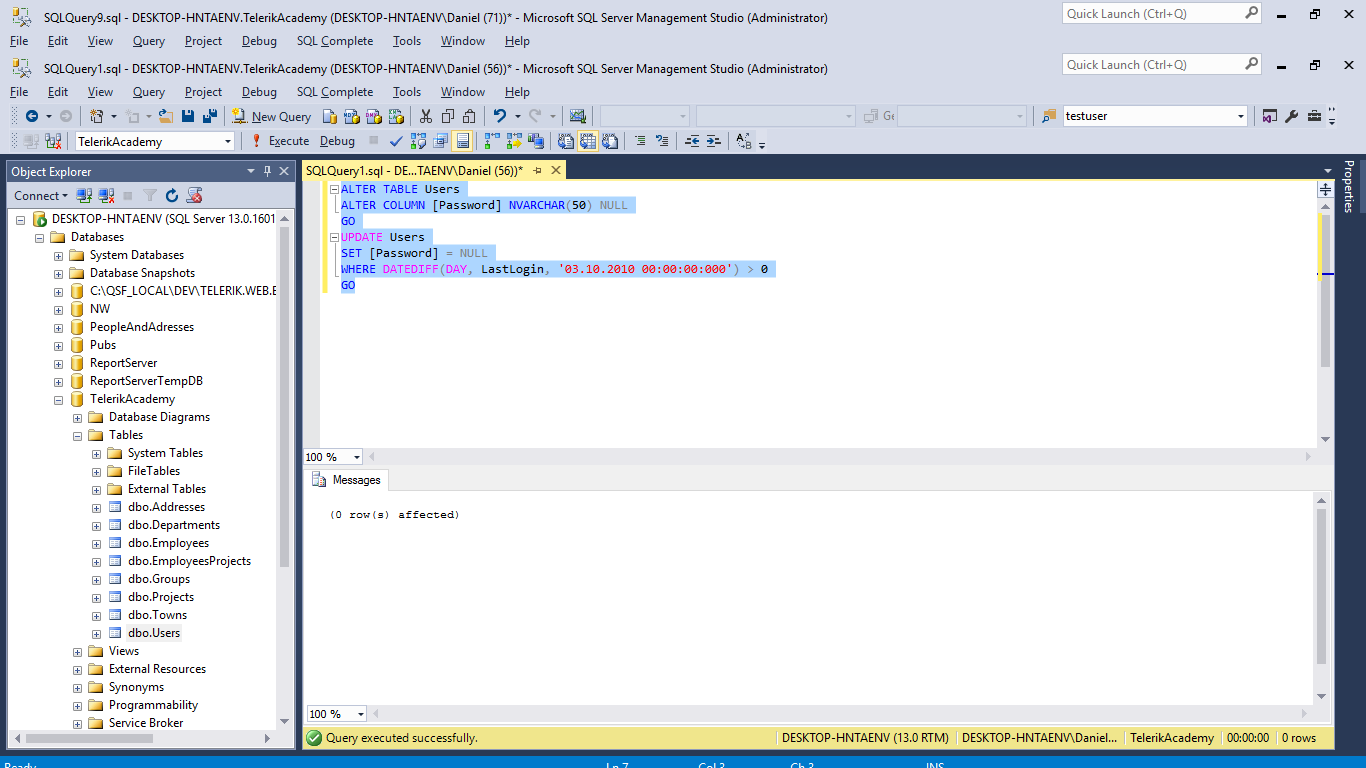 SQLQuery9.sql - DESKTOP-HNTAENV.TelerikAcademy (DESKTOP-HNTAENV\Daniel (71))* - Microsoft SQL Server Management Studio (Administrator)
Quick Launch (Ctrl+Q)
File Edit View Query Project Debug SQL Complete Tools Window Help
SQLQuery1.sql - DESKTOP-HNTAENV.TelerikAcademy (DESKTOP-HNTAENV\Daniel (56))* - Microsoft SQL Server Management Studio (Administrator)
Quick Launch (Ctrl+Q)
File Edit View Query Project Debug SQL Complete Tools Window Help
New Query
testuser
TelerikAcademy
Execute Debug
Object Explorer
Connect
DESKTOP-HNTAENV (SQL Server 13.0.1601
Databases
System Databases
Database Snapshots
C:\QSF_LOCAL\DEV\TELERIK.WEB.E
NW
PeopleAndAdresses
Pubs
ReportServer
ReportServerTempDB
TelerikAcademy
Database Diagrams
Tables
System Tables
FileTables
External Tables
dbo.Addresses
dbo.Departments
dbo.Employees
dbo.EmployeesProjects
dbo.Groups
dbo.Projects
dbo.Towns
dbo.Users
Views
External Resources
Synonyms
Programmability
Service Broker
SQLQuery1.sql - DE...TAENV\Daniel (56))*
ALTER TABLE Users
ALTER COLUMN [Password] NVARCHAR(50) NULL
GO
UPDATE Users
SET [Password] = NULL
WHERE DATEDIFF(DAY, LastLogin, '03.10.2010 00:00:00:000') > 0
GO
100 %
Messages
(0 row(s) affected)
100 %
Query executed successfully.
DESKTOP-HNTAENV (13.0 RTM)
DESKTOP-HNTAENV\Daniel...
TelerikAcademy
00:00:00
0 rows
Properties
Ready
Ln 7
Col 3
Ch 3
INS